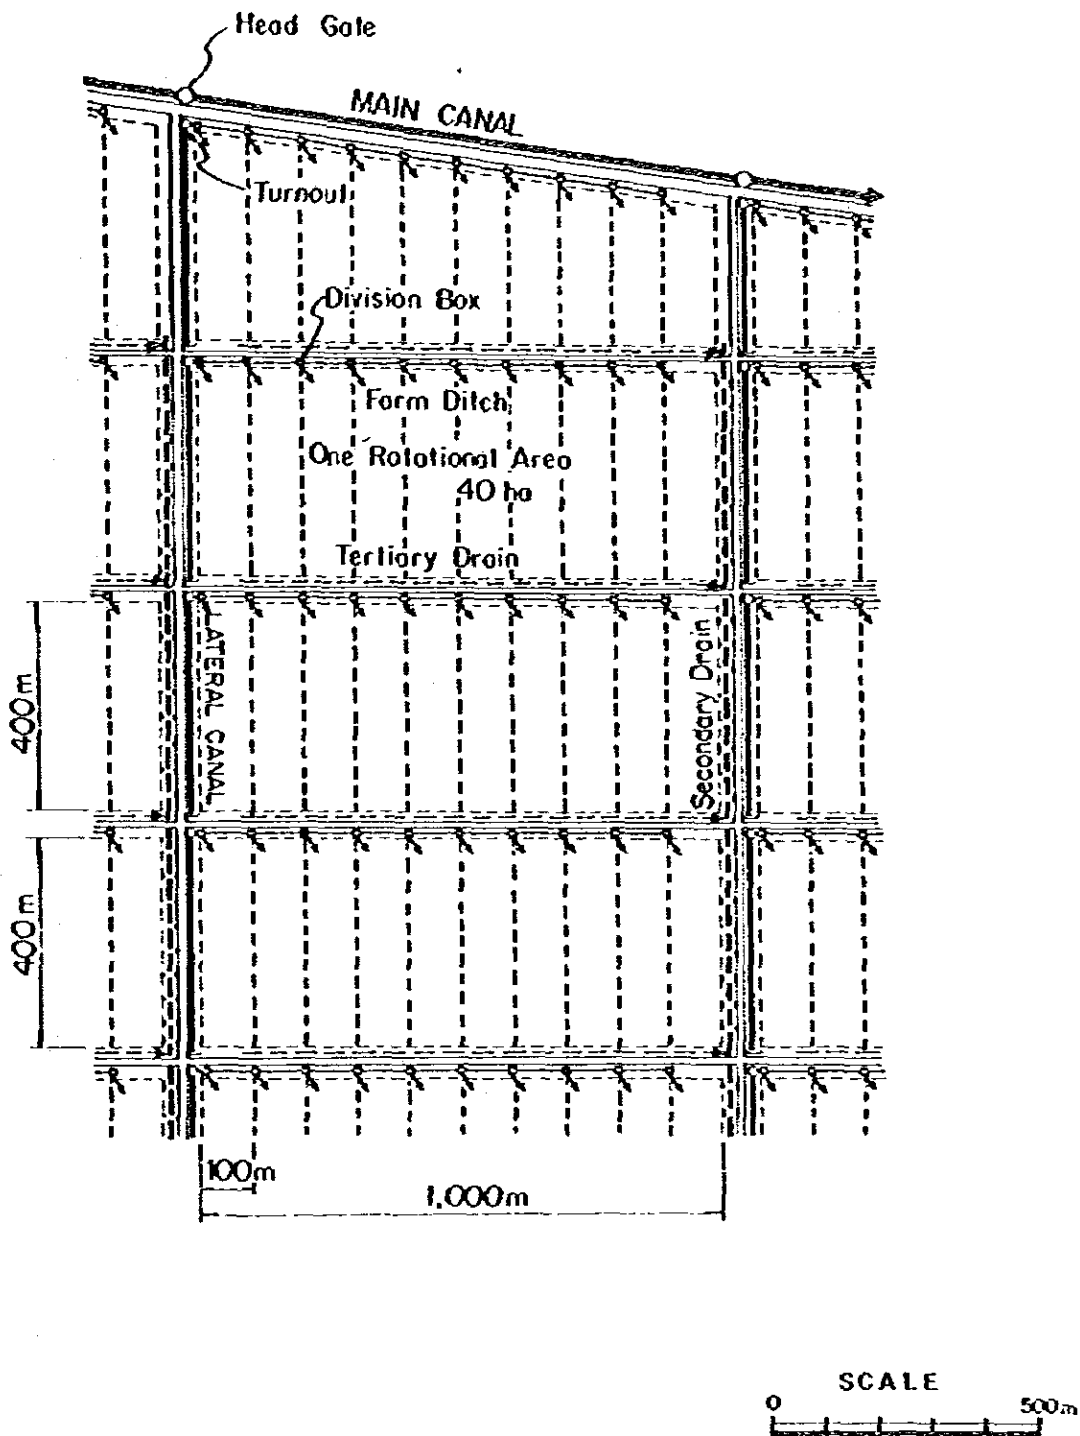 Head Gate
MAIN CANAL
Turnout
Division Box
Farm Ditch
One Rotational Area
40 ha
Tertiary Drain
LATERAL CANAL
Secondary Drain
400m
400m
100m
1,000m
SCALE
0 500m